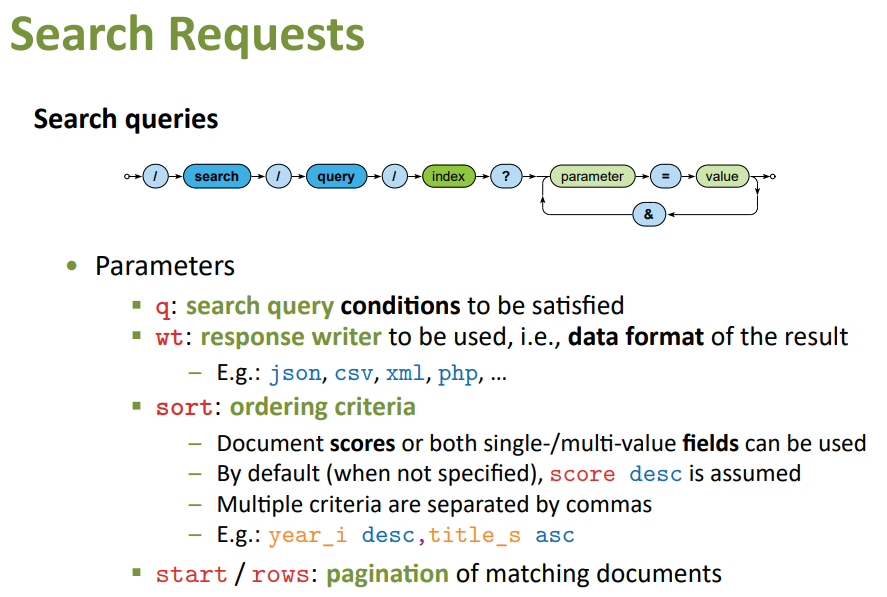 Search Requests
Search queries
/ search / query / index ? parameter = value
&
• Parameters
▪ q: search query conditions to be satisfied
▪ wt: response writer to be used, i.e., data format of the result
– E.g.: json, csv, xml, php, …
▪ sort: ordering criteria
– Document scores or both single-/multi-value fields can be used
– By default (when not specified), score desc is assumed
– Multiple criteria are separated by commas
– E.g.: year_i desc,title_s asc
▪ start / rows: pagination of matching documents